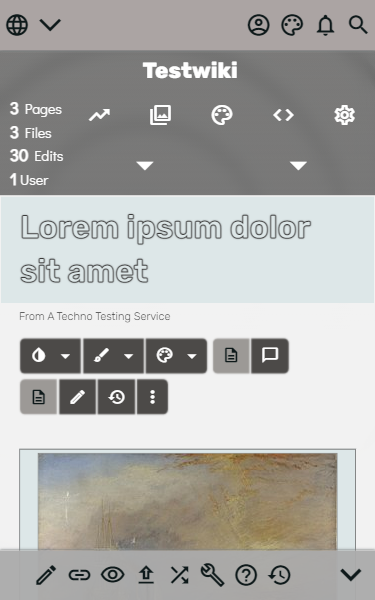 Testwiki
3 Pages
3 Files
30 Edits
1 User
Lorem ipsum dolor
sit amet
From A Techno Testing Service